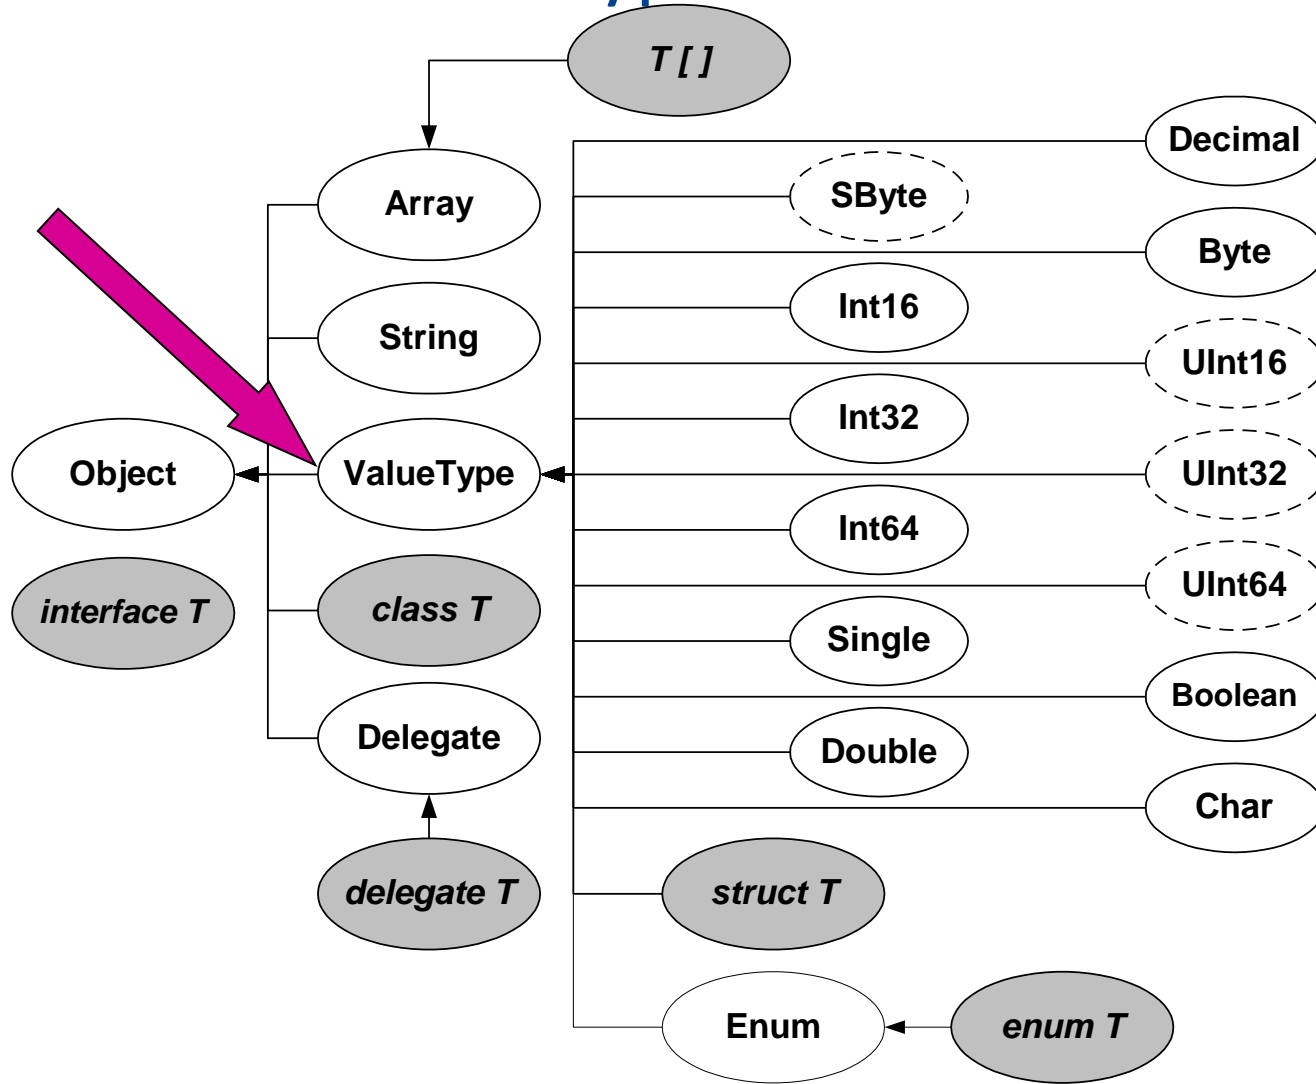 T [ ]
Decimal
SByte
Array
Byte
Int16
String
UInt16
Int32
Object
ValueType
UInt32
Int64
UInt64
interface T
class T
Single
Boolean
Delegate
Double
Char
delegate T
struct T
Enum
enum T